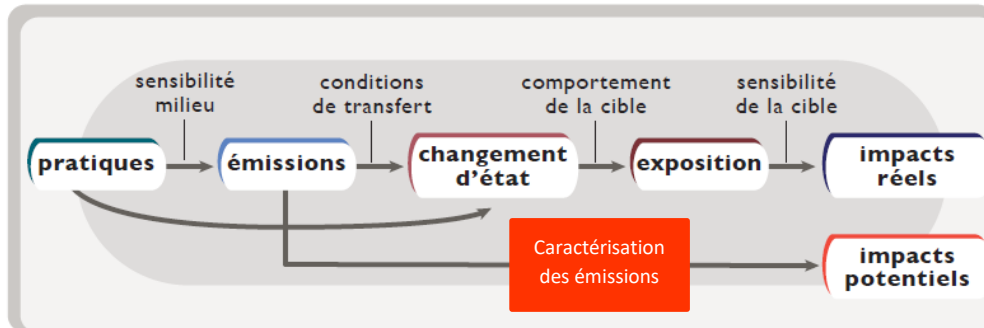 sensibilité
milieu
conditions
de transfert
comportement
de la cible
sensibilité
de la cible
pratiques
émissions
changement
d'état
exposition
impacts
réels
Caractérisation
des émissions
impacts
potentiels